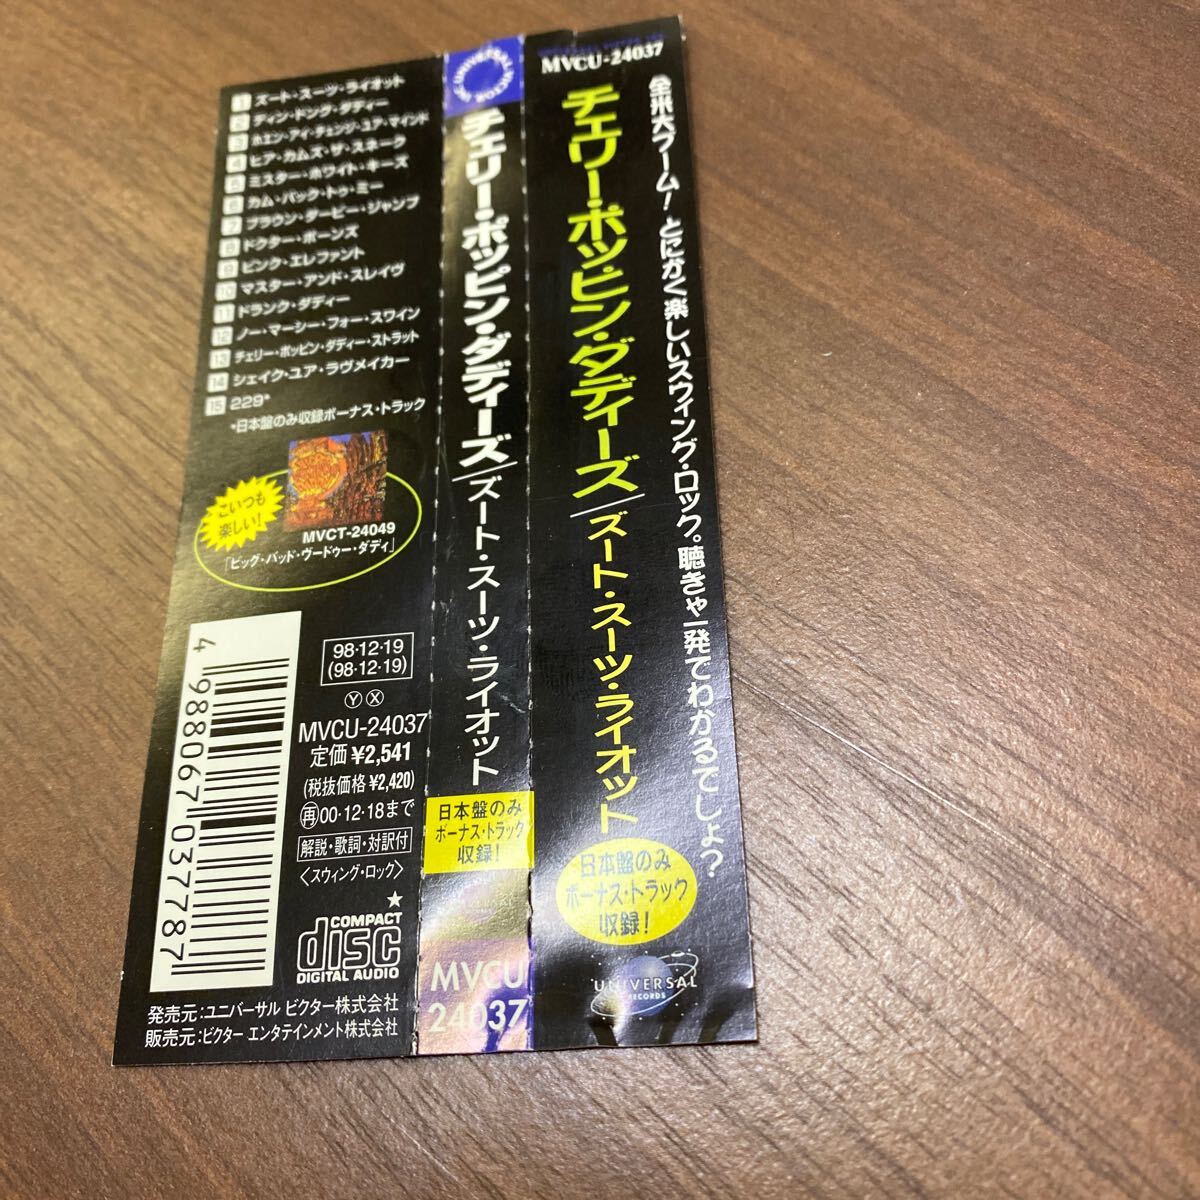 MVCU-24037
全米大ブーム!とにかく楽しいスウィング・ロック。聴きゃ一発でわかるでしょ?
チェリー・ポッピン・ダディーズ/ズート・スーツ・ライオット
日本盤のみ
ボーナス・トラック
収録!
UNIVERSAL
RECORDS
UNIVERSAL VICTOR, INC
チェリー・ポッピン・ダディーズ/ズート・スーツ・ライオット
日本盤のみ
ボーナス・トラック
収録!
MVCU
24037
1 ズート・スーツ・ライオット
2 ディン・ドング・ダディー
3 ホエン・アイ・チェンジ・ユア・マインド
4 ヒア・カムズ・ザ・スネーク
5 ミスター・ホワイト・キーズ
6 カム・バック・トゥ・ミー
7 ブラウン・ダービー・ジャンプ
8 ドクター・ボーンズ
9 ピンク・エレファント
10 マスター・アンド・スレイヴ
11 ドランク・ダディー
12 ノー・マーシー・フォー・スワイン
13 チェリー・ポッピン・ダディー・ストラット
14 シェイク・ユア・ラヴメイカー
15 229*
*日本盤のみ収録ボーナス・トラック
こいつも
楽しい!
MVCT-24049
「ビッグ・バッド・ヴードゥー・ダディ」
4 988067 037787
98・12・19
(98・12・19)
Ⓨ Ⓧ
MVCU-24037
定価 ¥2,541
(税抜価格¥2,420)
再00・12・18まで
解説・歌詞・対訳付
〈スウィング・ロック〉
★
COMPACT
disc
DIGITAL AUDIO
発売元:ユニバーサル ビクター株式会社
販売元:ビクター エンタテインメント株式会社